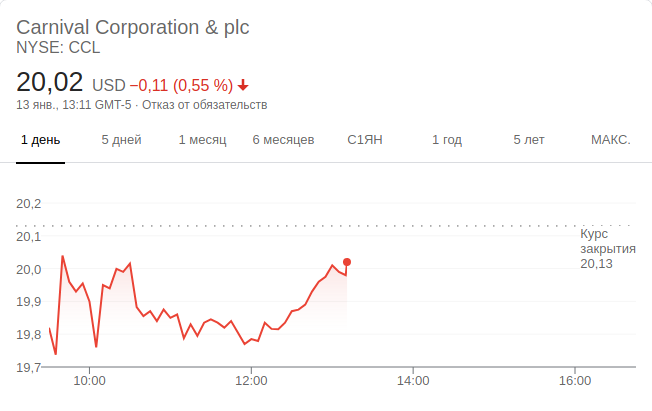 Carnival Corporation & plc
NYSE: CCL
20,02 USD −0,11 (0,55 %)
13 янв., 13:11 GMT-5 · Отказ от обязательств
1 день 5 дней 1 месяц 6 месяцев С1ЯН 1 год 5 лет МАКС.
20,2
20,1
20,0
19,9
19,8
19,7
Курс
закрытия
20,13
10:00 12:00 14:00 16:00